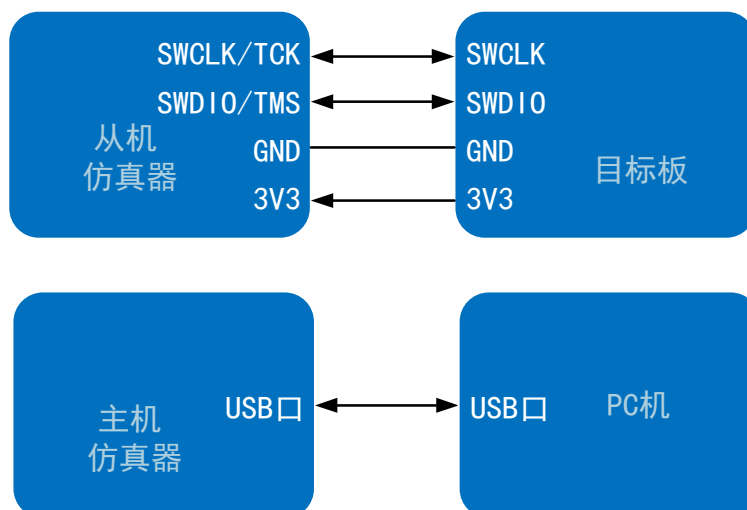 SWCLK/TCK
SWCLK
SWDIO/TMS
SWDIO
从机
仿真器
GND
GND
目标板
3V3
3V3
USB口
USB口
PC机
主机
仿真器